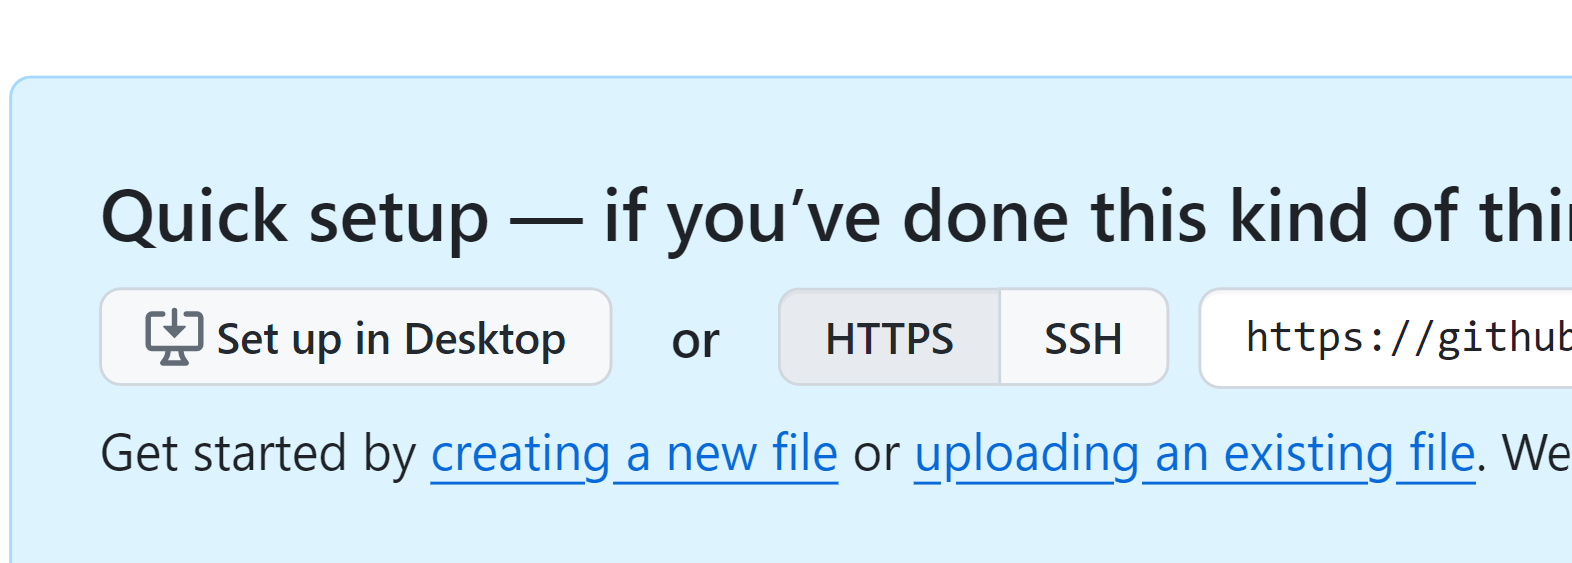 Quick setup — if you’ve done this kind of
Set up in Desktop or HTTPS SSH https://github
Get started by creating a new file or uploading an existing file. We